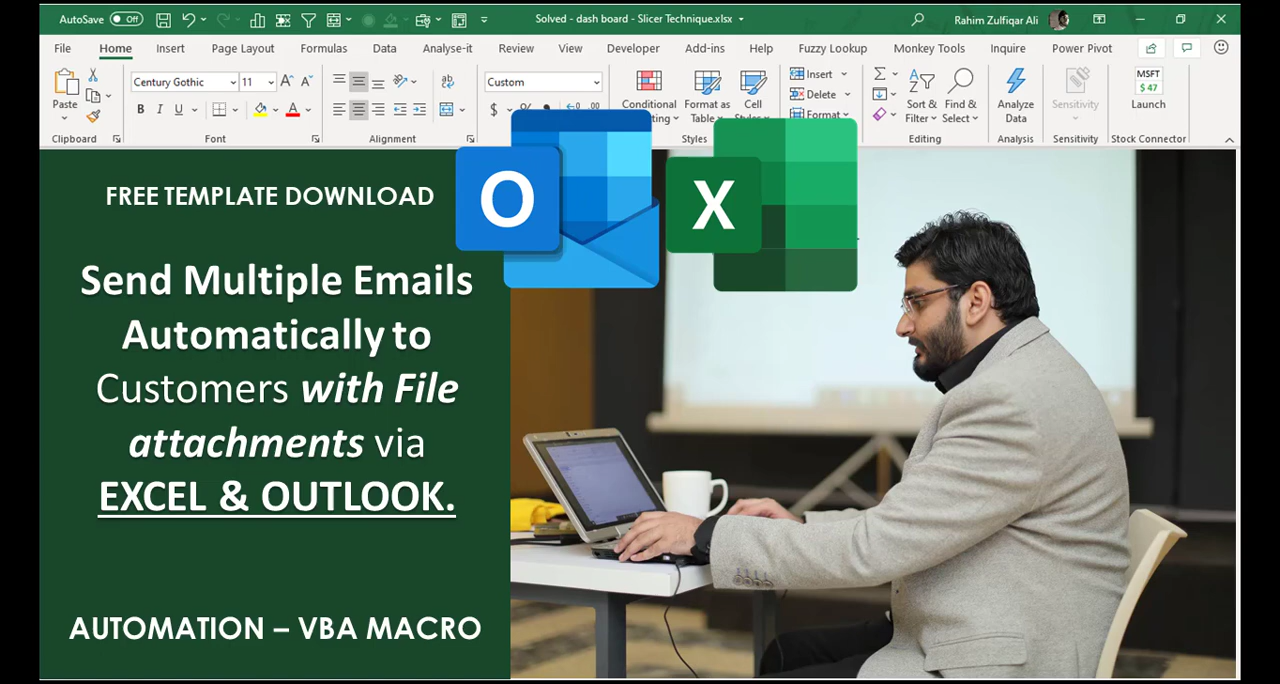 AutoSave Off Solved - dash board - Slicer Technique.xlsx Rahim Zulfiqar Ali
File Home Insert Page Layout Formulas Data Analyse-it Review View Developer Add-ins Help Fuzzy Lookup Monkey Tools Inquire Power Pivot
Paste
Century Gothic 11 A A
B I U A
ab
Custom
$
Conditional
Format as
Table
Cell
Insert
Delete
Format
Sort &
Filter
Find &
Select
Analyze
Data
Sensitivity
MSFT
$ 47
Launch
Clipboard Font Alignment Styles Editing Analysis Sensitivity Stock Connector
O
X
FREE TEMPLATE DOWNLOAD
Send Multiple Emails
Automatically to
Customers with File
attachments via
EXCEL & OUTLOOK.
AUTOMATION – VBA MACRO